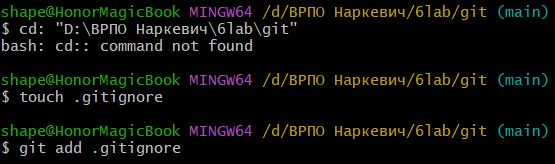 shape@HonorMagicBook MINGW64 /d/ВРПО Наркевич/6lab/git (main)
$ cd: "D:\ВРПО Наркевич\6lab\git"
bash: cd:: command not found
shape@HonorMagicBook MINGW64 /d/ВРПО Наркевич/6lab/git (main)
$ touch .gitignore
shape@HonorMagicBook MINGW64 /d/ВРПО Наркевич/6lab/git (main)
$ git add .gitignore